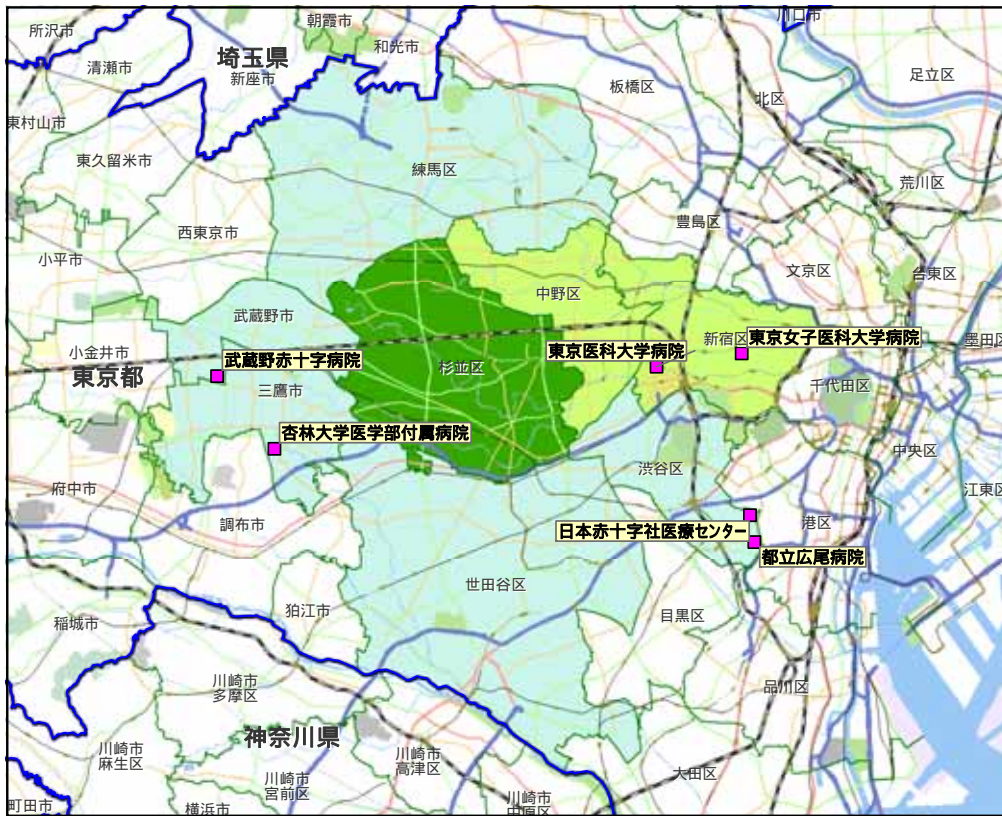 朝霞市
川口市
所沢市
和光市
埼玉県
清瀬市
新座市
板橋区
足立区
北区
東村山市
東久留米市
練馬区
荒川区
西東京市
豊島区
小平市
文京区
台東区
中野区
武蔵野市
新宿区
東京女子医科大学病院
墨田区
小金井市
武蔵野赤十字病院
東京医科大学病院
杉並区
東京都
三鷹市
千代田区
杏林大学医学部付属病院
中央区
渋谷区
府中市
江東区
調布市
日本赤十字社医療センター
港区
都立広尾病院
世田谷区
狛江市
目黒区
稲城市
川崎市
多摩区
品川区
神奈川県
川崎市
麻生区
川崎市
高津区
大田区
川崎市
宮前区
町田市
横浜市
川崎市
中原区